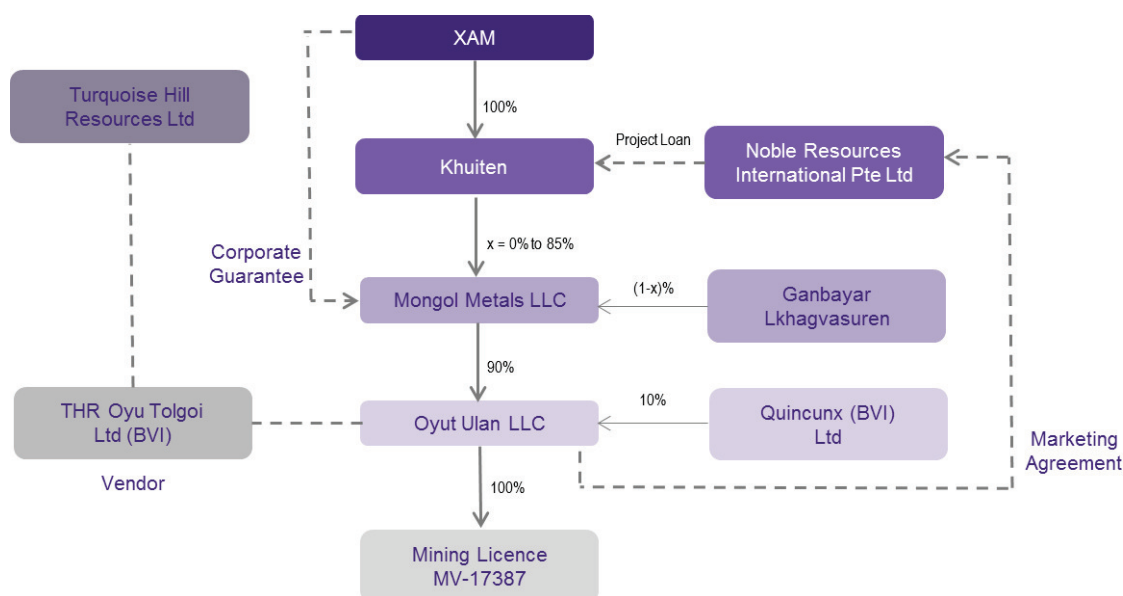 XAM
Turquoise Hill
Resources Ltd
100%
Project Loan
Khuiten
Noble Resources
International Pte Ltd
x = 0% to 85%
Corporate
Guarantee
Mongol Metals LLC
(1-x)%
Ganbayar
Lkhagvasuren
90%
THR Oyu Tolgoi
Ltd (BVI)
Oyut Ulan LLC
10%
Quincunx (BVI)
Ltd
Marketing
Agreement
Vendor
100%
Mining Licence
MV-17387